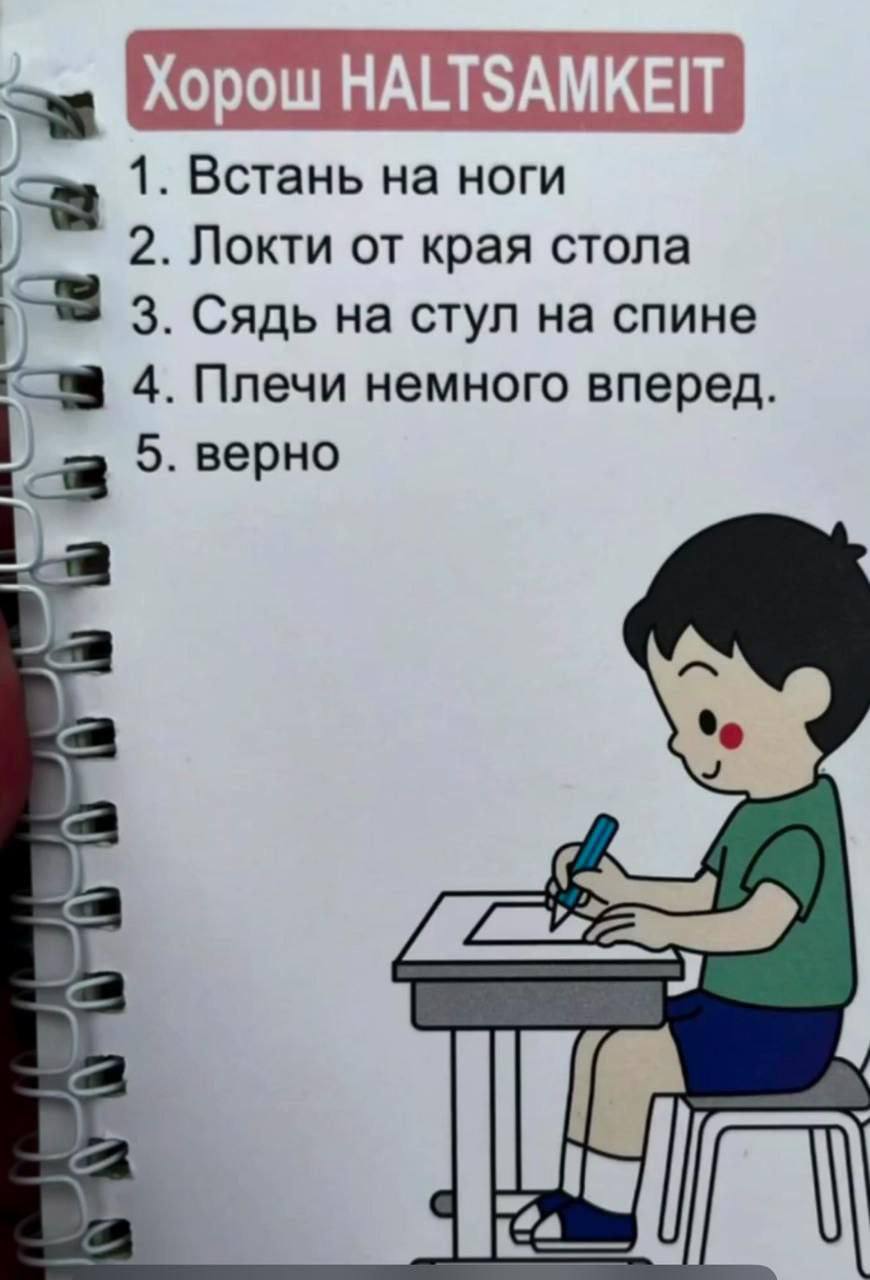 Хорош HALTSAMKEIT
1. Встань на ноги
2. Локти от края стола
3. Сядь на стул на спине
4. Плечи немного вперед.
5. верно